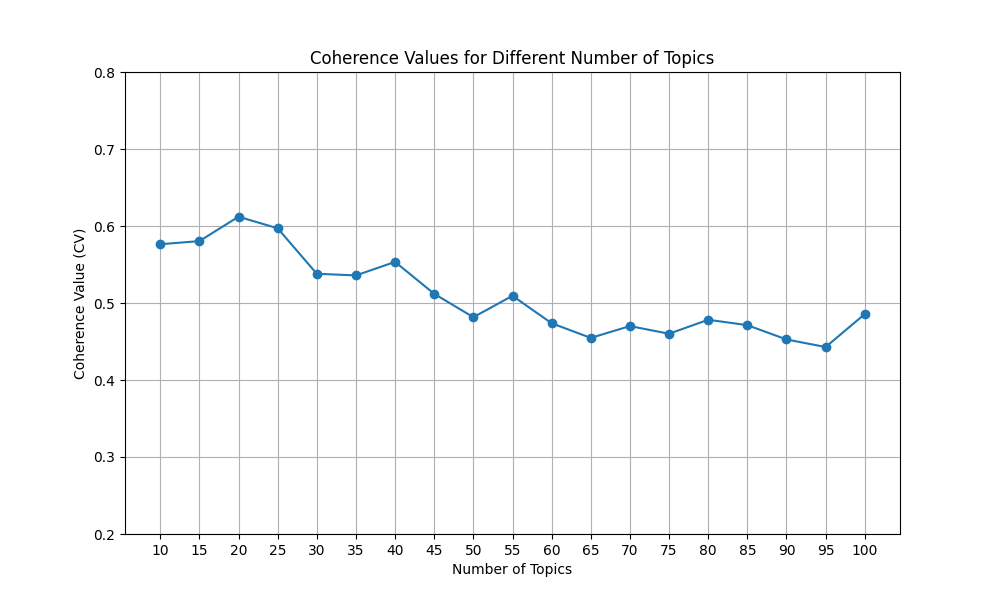 Coherence Values for Different Number of Topics
0.8
0.7
0.6
0.5
0.4
0.3
0.2
Coherence Value (CV)
10 15 20 25 30 35 40 45 50 55 60 65 70 75 80 85 90 95 100
Number of Topics